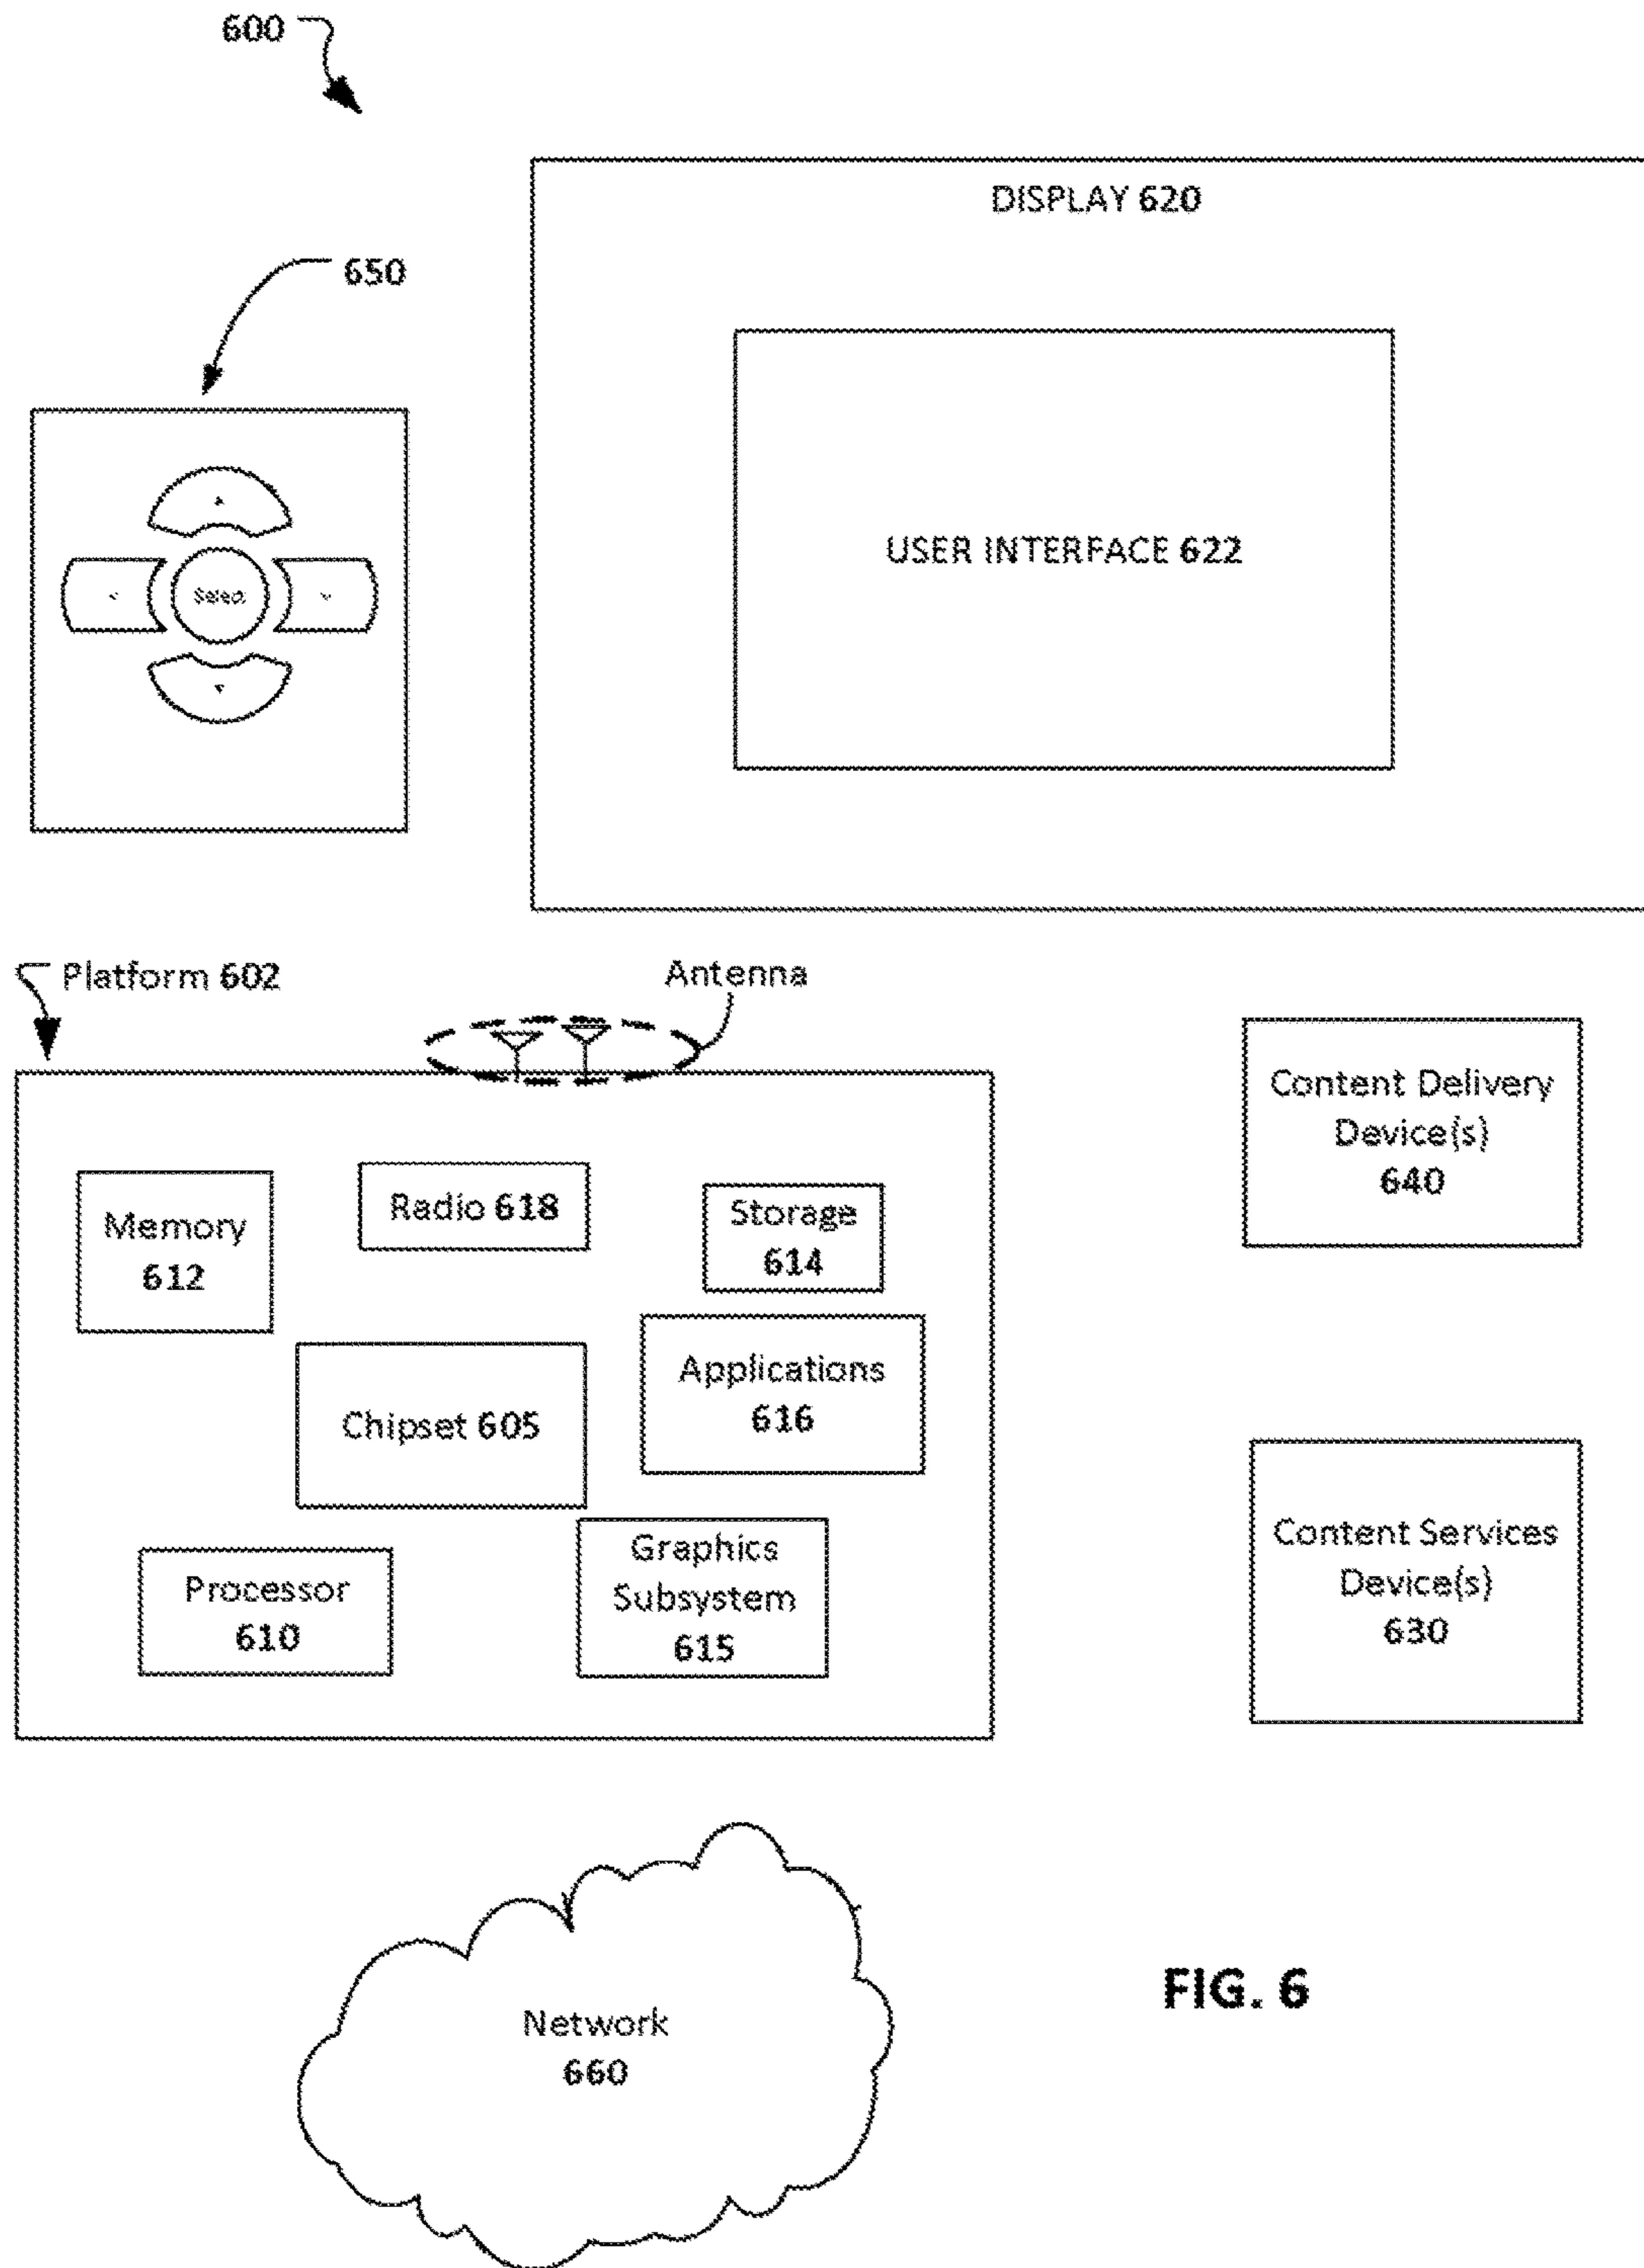 600
DISPLAY 620
650
USER INTERFACE 622
Select
Platform 602
Antenna
Content Delivery
Device(s)
640
Memory
612
Radio 618
Storage
614
Chipset 605
Applications
616
Content Services
Device(s)
630
Processor
610
Graphics
Subsystem
615
Network
660
FIG. 6